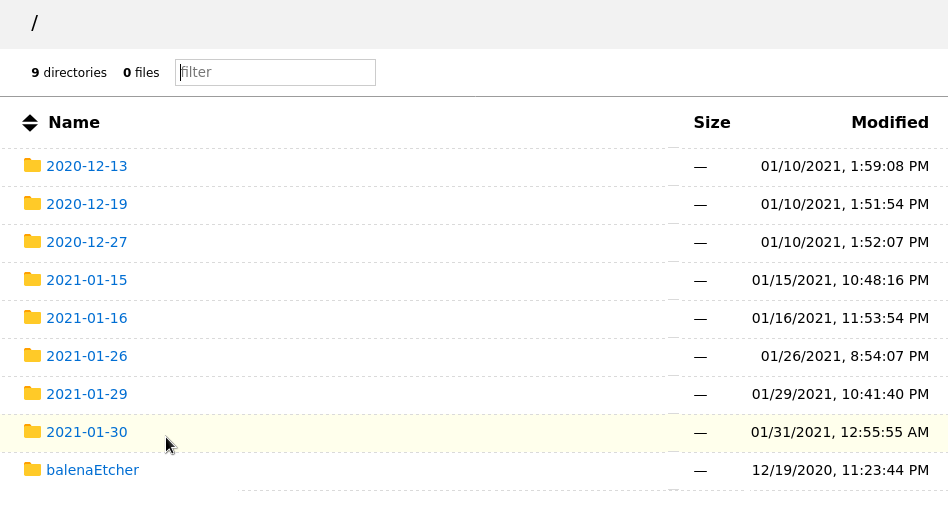 /
9 directories 0 files filter
Name Size Modified
2020-12-13 — 01/10/2021, 1:59:08 PM
2020-12-19 — 01/10/2021, 1:51:54 PM
2020-12-27 — 01/10/2021, 1:52:07 PM
2021-01-15 — 01/15/2021, 10:48:16 PM
2021-01-16 — 01/16/2021, 11:53:54 PM
2021-01-26 — 01/26/2021, 8:54:07 PM
2021-01-29 — 01/29/2021, 10:41:40 PM
2021-01-30 — 01/31/2021, 12:55:55 AM
balenaEtcher — 12/19/2020, 11:23:44 PM